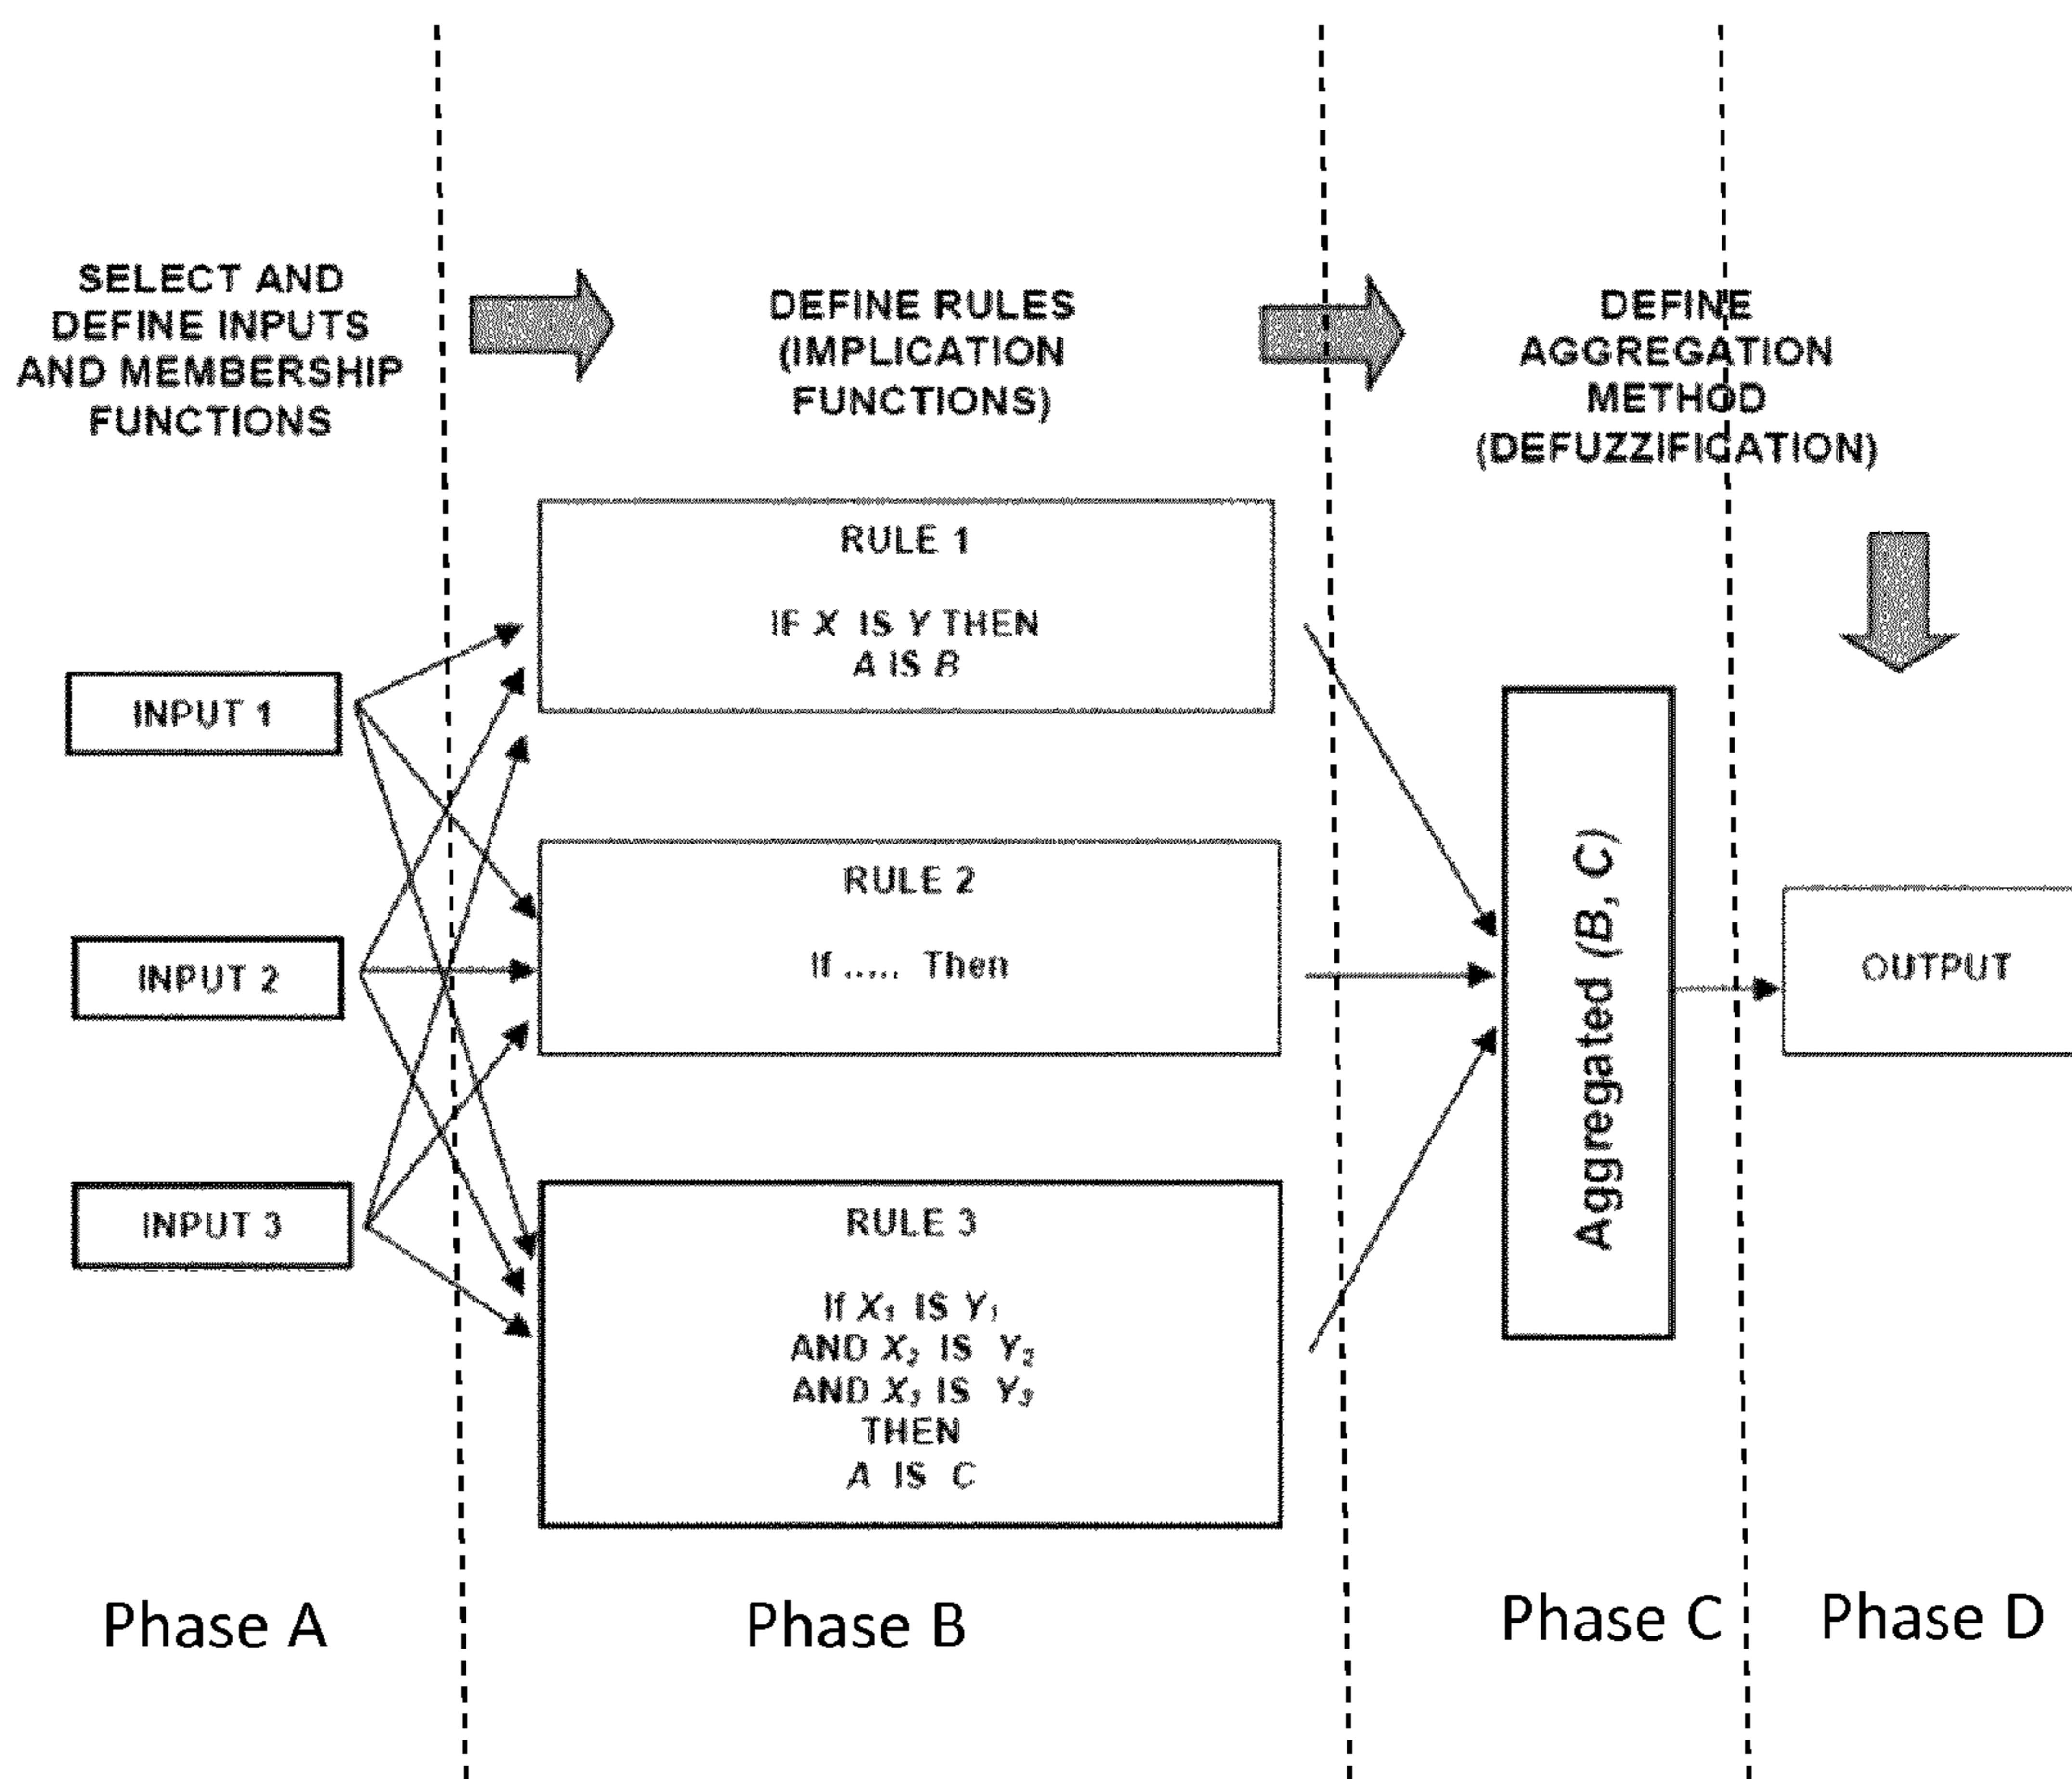 SELECT AND
DEFINE INPUTS
AND MEMBERSHIP
FUNCTIONS
DEFINE RULES
(IMPLICATION
FUNCTIONS)
DEFINE
AGGREGATION
METHOD
(DEFUZZIFICATION)
INPUT 1
INPUT 2
INPUT 3
RULE 1
IF X IS Y THEN
A IS B
RULE 2
If ..... Then
RULE 3
If X₁ IS Y₁
AND X₂ IS Y₂
AND X₃ IS Y₃
THEN
A IS C
Aggregated (B, C)
OUTPUT
Phase A
Phase B
Phase C
Phase D